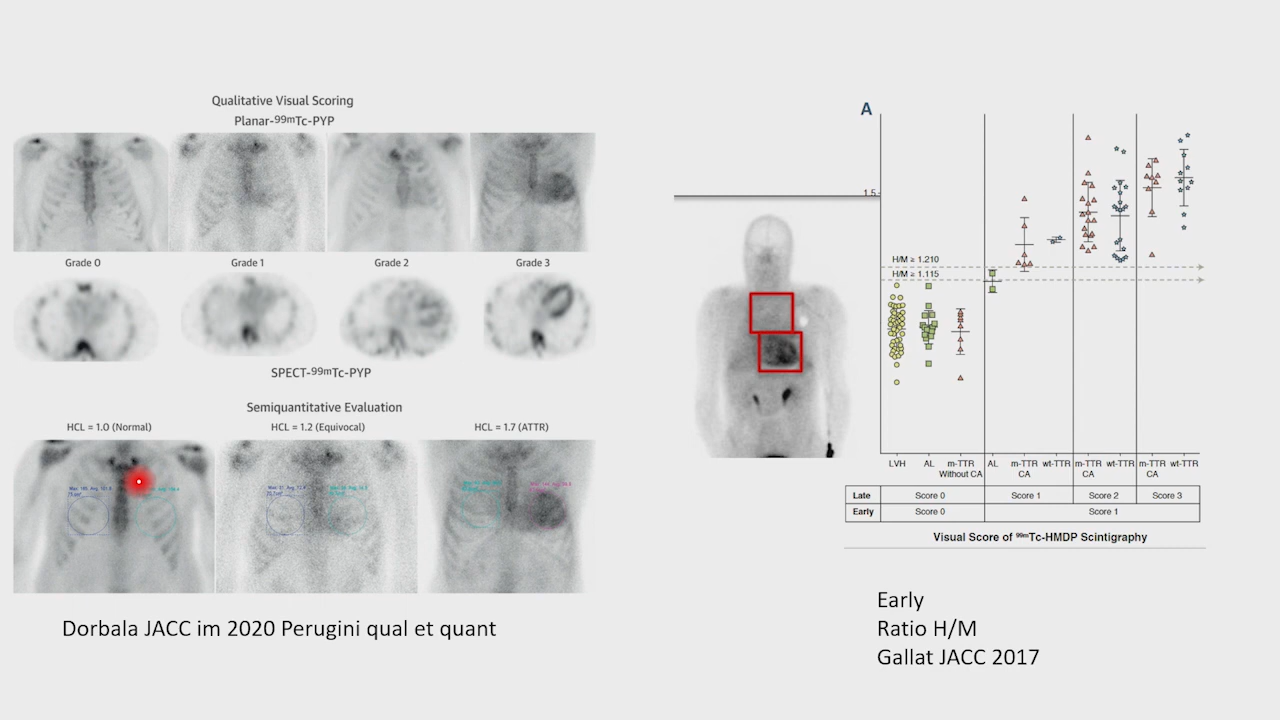 Qualitative Visual Scoring
Planar-99mTc-PYP
Grade 0
Grade 1
Grade 2
Grade 3
SPECT-99mTc-PYP
Semiquantitative Evaluation
HCL = 1.0 (Normal)
HCL = 1.2 (Equivocal)
HCL = 1.7 (ATTR)
Dorbala JACC im 2020 Perugini qual et quant
A
1.5
H/M ≥ 1.210
H/M ≥ 1.115
LVH
AL
m-TTR
Without CA
AL
m-TTR
CA
wt-TTR
m-TTR
CA
wt-TTR
m-TTR
CA
wt-TTR
Late Score 0 Score 1 Score 2 Score 3
Early Score 0 Score 1
Visual Score of 99mTc-HMDP Scintigraphy
Early
Ratio H/M
Gallat JACC 2017